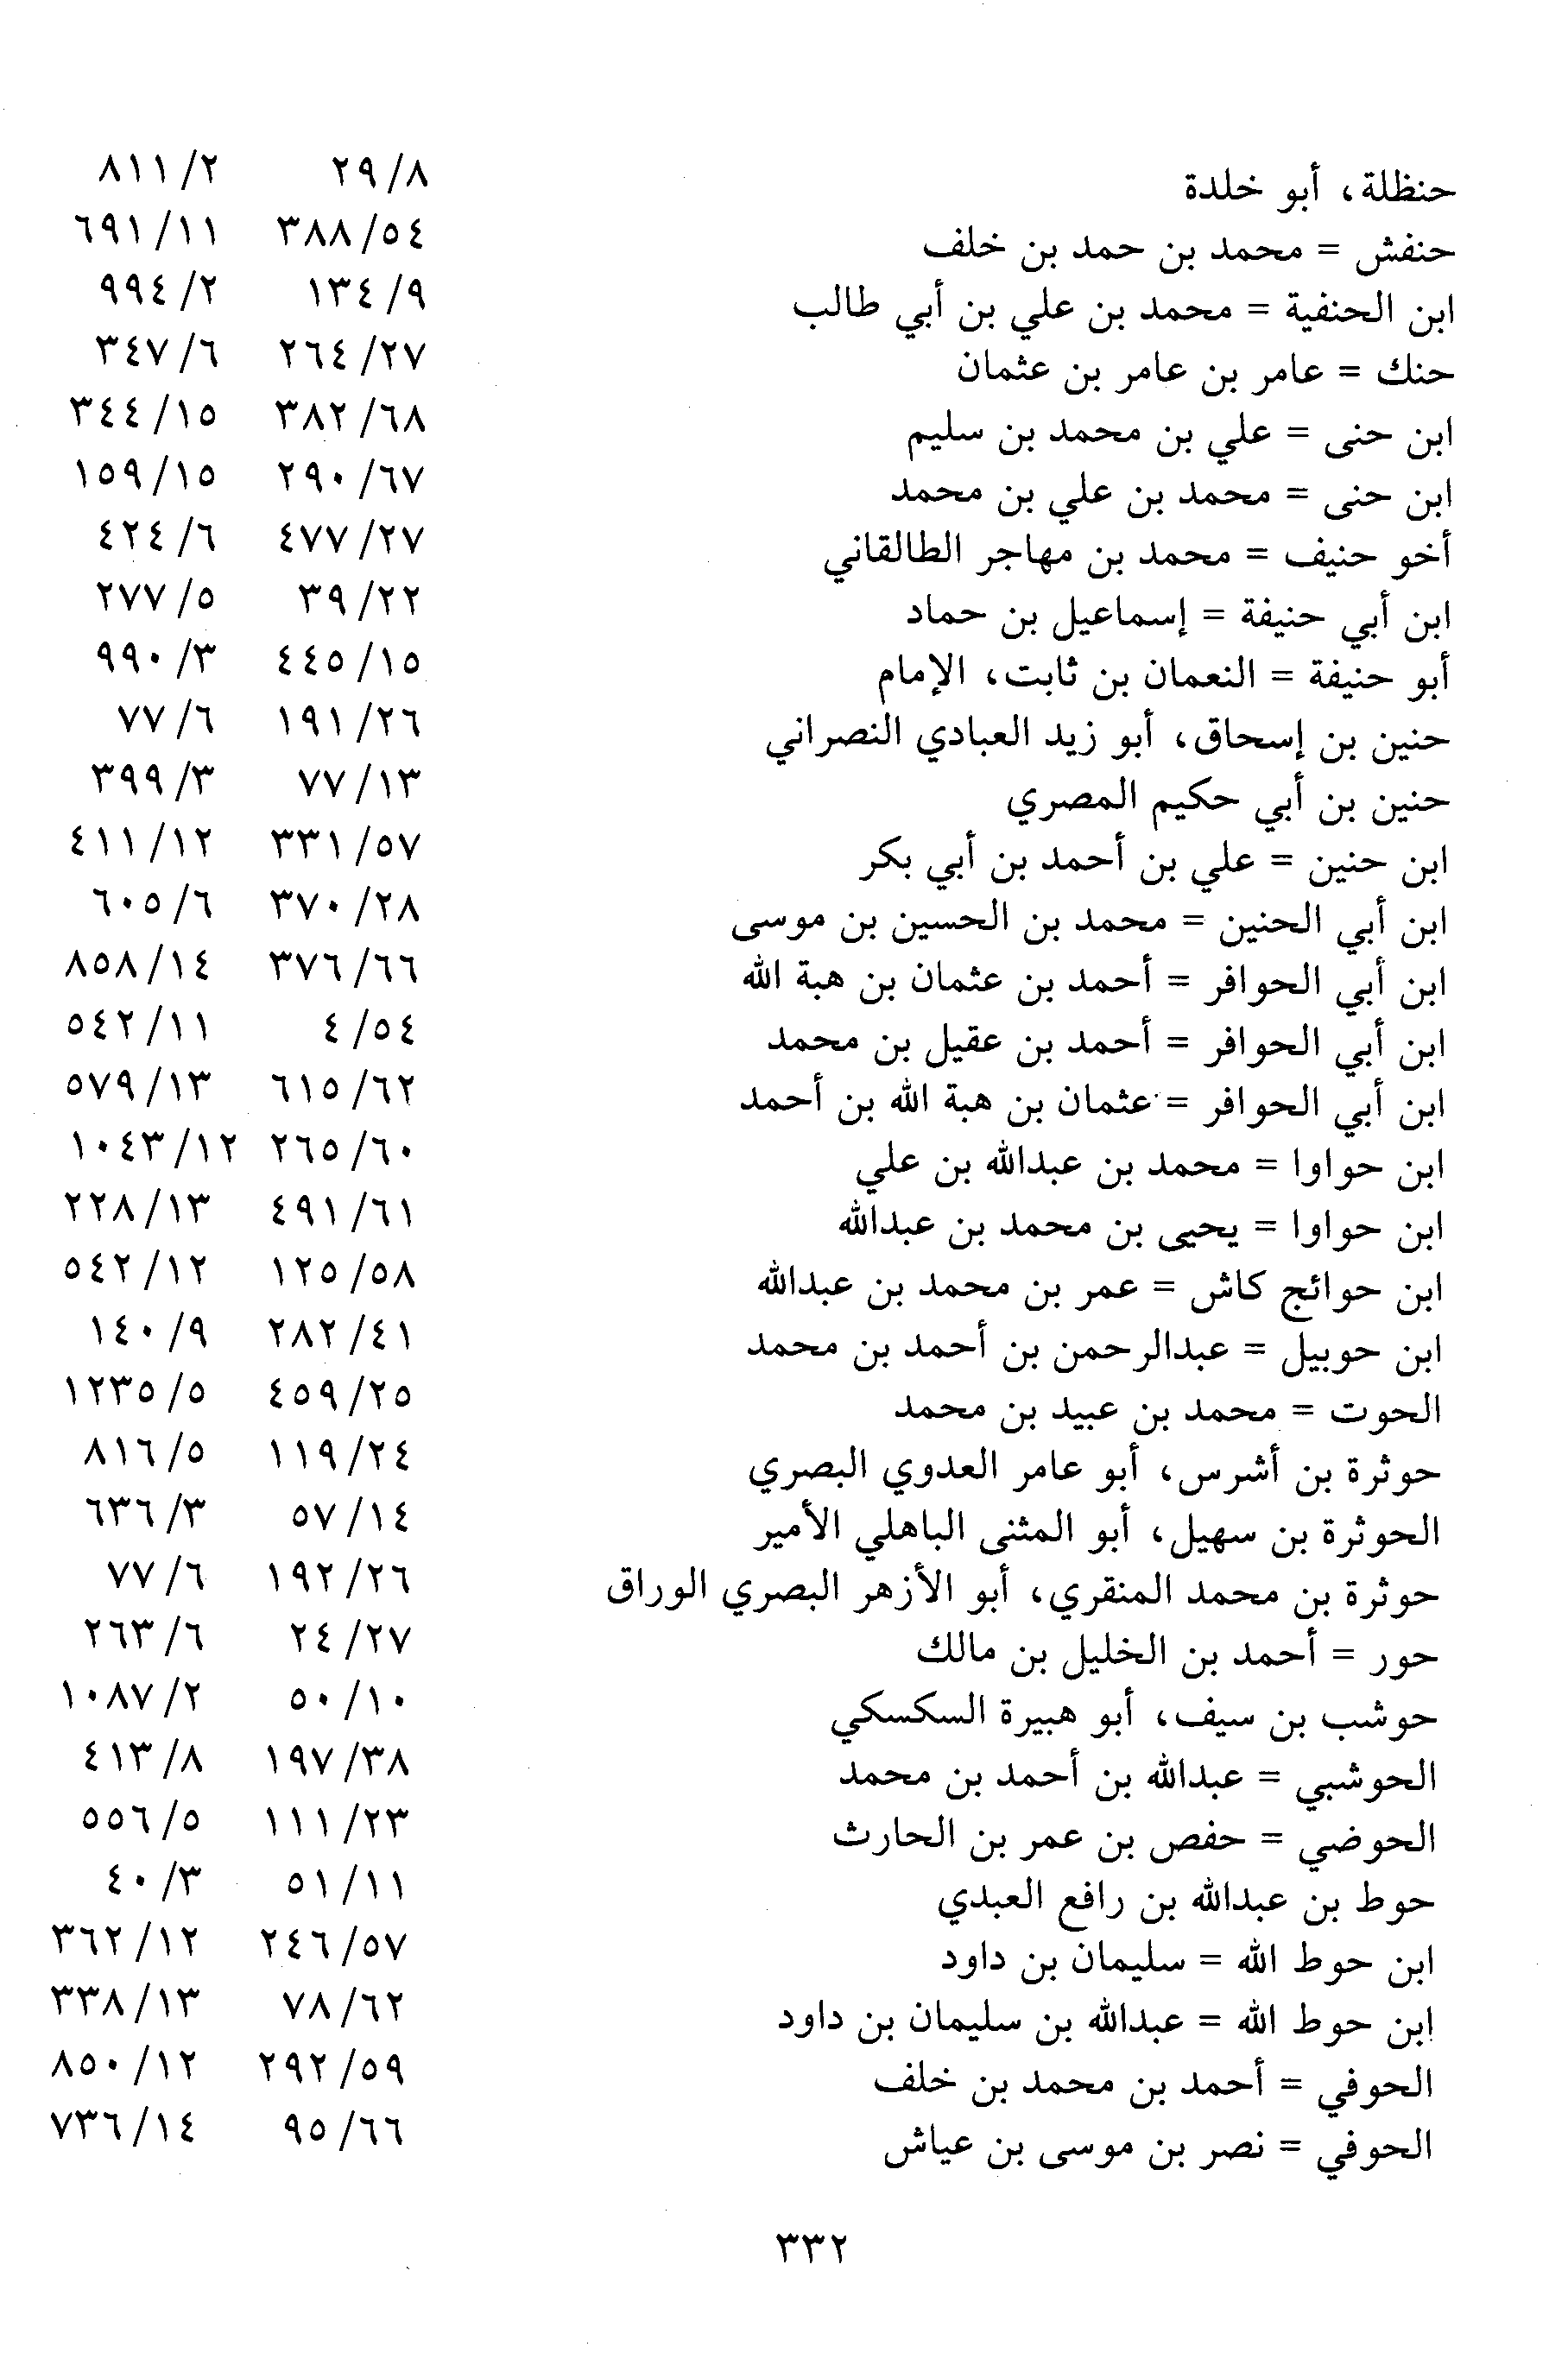 حنظلة، أبو خلدة ٢٩/٨ ٨١١/٢
حنفش = محمد بن حمد بن خلف ٣٨٨/٥٤ ٦٩١/١١
ابن الحنفية = محمد بن علي بن أبي طالب ١٣٤/٩ ٩٩٤/٢
حنك = عامر بن عامر بن عثمان ٢٦٤/٢٧ ٣٤٧/٦
ابن حنى = علي بن محمد بن سليم ٣٨٢/٦٨ ٣٤٤/١٥
ابن حنى = محمد بن علي بن محمد ٢٩٠/٦٧ ١٥٩/١٥
أخو حنيف = محمد بن مهاجر الطالقاني ٤٧٧/٢٧ ٤٢٤/٦
ابن أبي حنيفة = إسماعيل بن حماد ٣٩/٢٢ ٢٧٧/٥
أبو حنيفة = النعمان بن ثابت، الإمام ٤٤٥/١٥ ٩٩٠/٣
حنين بن إسحاق، أبو زيد العبادي النصراني ١٩١/٢٦ ٧٧/٦
حنين بن أبي حكيم المصري ٧٧/١٣ ٣٩٩/٣
ابن حنين = علي بن أحمد بن أبي بكر ٣٣١/٥٧ ٤١١/١٢
ابن أبي الحنين = محمد بن الحسين بن موسى ٣٧٠/٢٨ ٦٠٥/٦
ابن أبي الحوافر = أحمد بن عثمان بن هبة الله ٣٧٦/٦٦ ٨٥٨/١٤
ابن أبي الحوافر = أحمد بن عقيل بن محمد ٤/٥٤ ٥٤٢/١١
ابن أبي الحوافر = عثمان بن هبة الله بن أحمد ٦١٥/٦٢ ٥٧٩/١٣
ابن حواوا = محمد بن عبدالله بن علي ٢٦٥/٦٠ ١٠٤٣/١٢
ابن حواوا = يحيى بن محمد بن عبدالله ٤٩١/٦١ ٢٢٨/١٣
ابن حوائج كاش = عمر بن محمد بن عبدالله ١٢٥/٥٨ ٥٤٢/١٢
ابن حوبيل = عبدالرحمن بن أحمد بن محمد ٢٨٢/٤١ ١٤٠/٩
الحوت = محمد بن عبيد بن محمد ٤٥٩/٢٥ ١٢٣٥/٥
حوثرة بن أشرس، أبو عامر العدوي البصري ١١٩/٢٤ ٨١٦/٥
الحوثرة بن سهيل، أبو المثنى الباهلي الأمير ٥٧/١٤ ٦٣٦/٣
حوثرة بن محمد المنقري، أبو الأزهر البصري الوراق ١٩٢/٢٦ ٧٧/٦
حور = أحمد بن الخليل بن مالك ٢٤/٢٧ ٢٦٣/٦
حوشب بن سيف، أبو هبيرة السكسكي ٥٠/١٠ ١٠٨٧/٢
الحوشبي = عبدالله بن أحمد بن محمد ١٩٧/٣٨ ٤١٣/٨
الحوضي = حفص بن عمر بن الحارث ١١١/٢٣ ٥٥٦/٥
حوط بن عبدالله بن رافع العبدي ٥١/١١ ٤٠/٣
ابن حوط الله = سليمان بن داود ٢٤٦/٥٧ ٣٦٢/١٢
ابن حوط الله = عبدالله بن سليمان بن داود ٧٨/٦٢ ٣٣٨/١٣
الحوفي = أحمد بن محمد بن خلف ٢٩٢/٥٩ ٨٥٠/١٢
الحوفي = نصر بن موسى بن عياش ٩٥/٦٦ ٧٣٦/١٤
٣٣٢